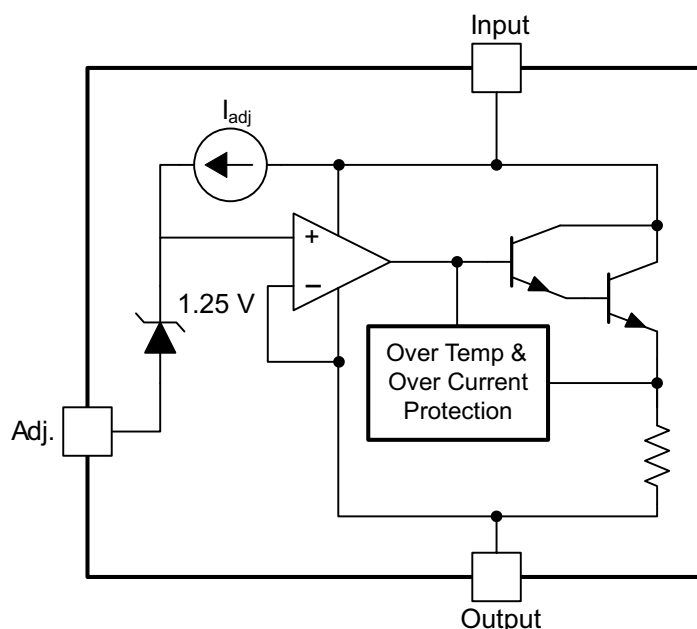 Input
I_adj
+
−
1.25 V
Over Temp &
Over Current
Protection
Adj.
Output